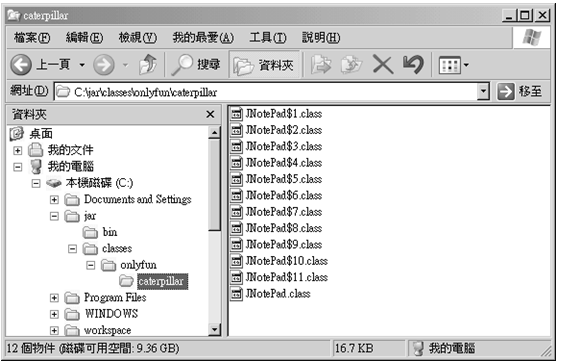 caterpillar
檔案(F) 編輯(E) 檢視(V) 我的最愛(A) 工具(T) 說明(H)
上一頁 搜尋 資料夾
網址(D) C:\jar\classes\onlyfun\caterpillar 移至
資料夾
桌面
我的文件
我的電腦
本機磁碟 (C:)
Documents and Settings
jar
bin
classes
onlyfun
caterpillar
Program Files
WINDOWS
workspace
JNotePad$1.class
JNotePad$2.class
JNotePad$3.class
JNotePad$4.class
JNotePad$5.class
JNotePad$6.class
JNotePad$7.class
JNotePad$8.class
JNotePad$9.class
JNotePad$10.class
JNotePad$11.class
JNotePad.class
12 個物件 (磁碟可用空間: 9.36 GB) 16.7 KB 我的電腦